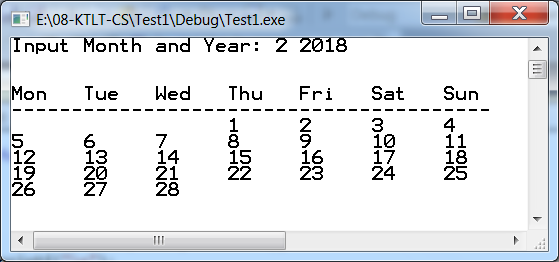 E:\08-KTLT-CS\Test1\Debug\Test1.exe
Input Month and Year: 2 2018
Mon Tue Wed Thu Fri Sat Sun
------------------------------------------------------
1 2 3 4
5 6 7 8 9 10 11
12 13 14 15 16 17 18
19 20 21 22 23 24 25
26 27 28